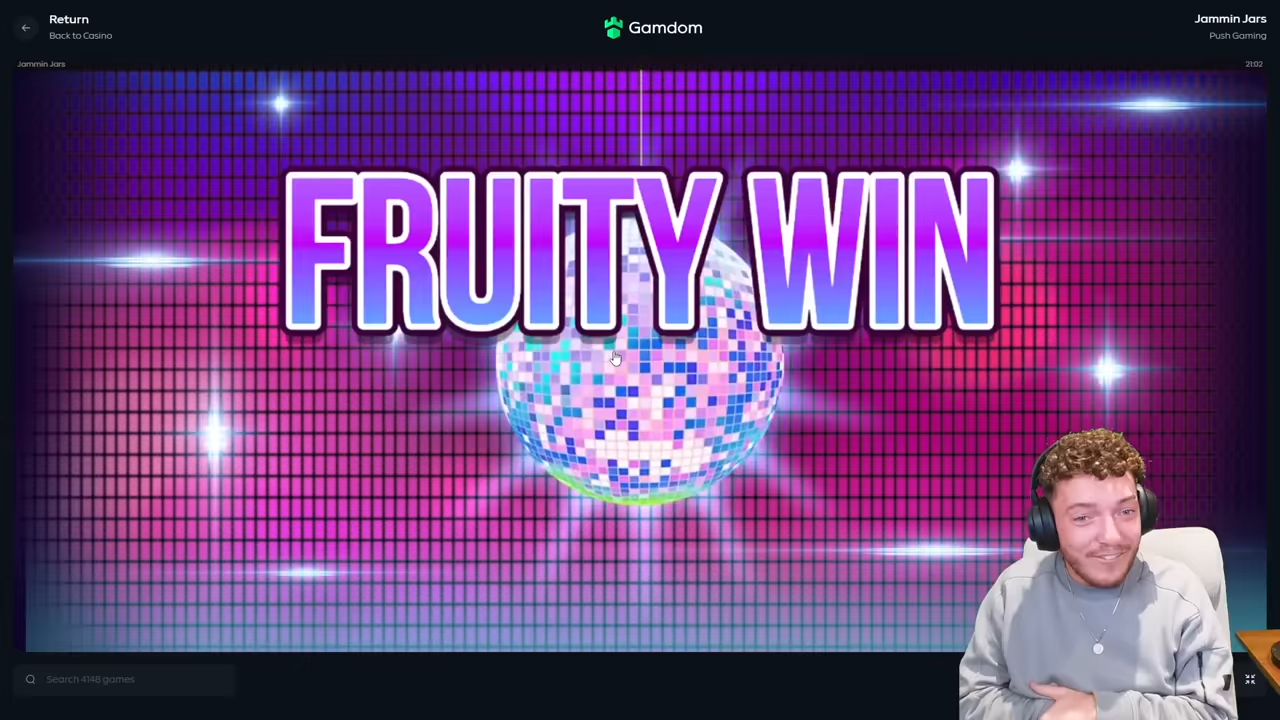 Return
Back to Casino
Gamdom
Jammin Jars
Push Gaming
Jammin Jars
21:02
FRUITY WIN
Search 4148 games